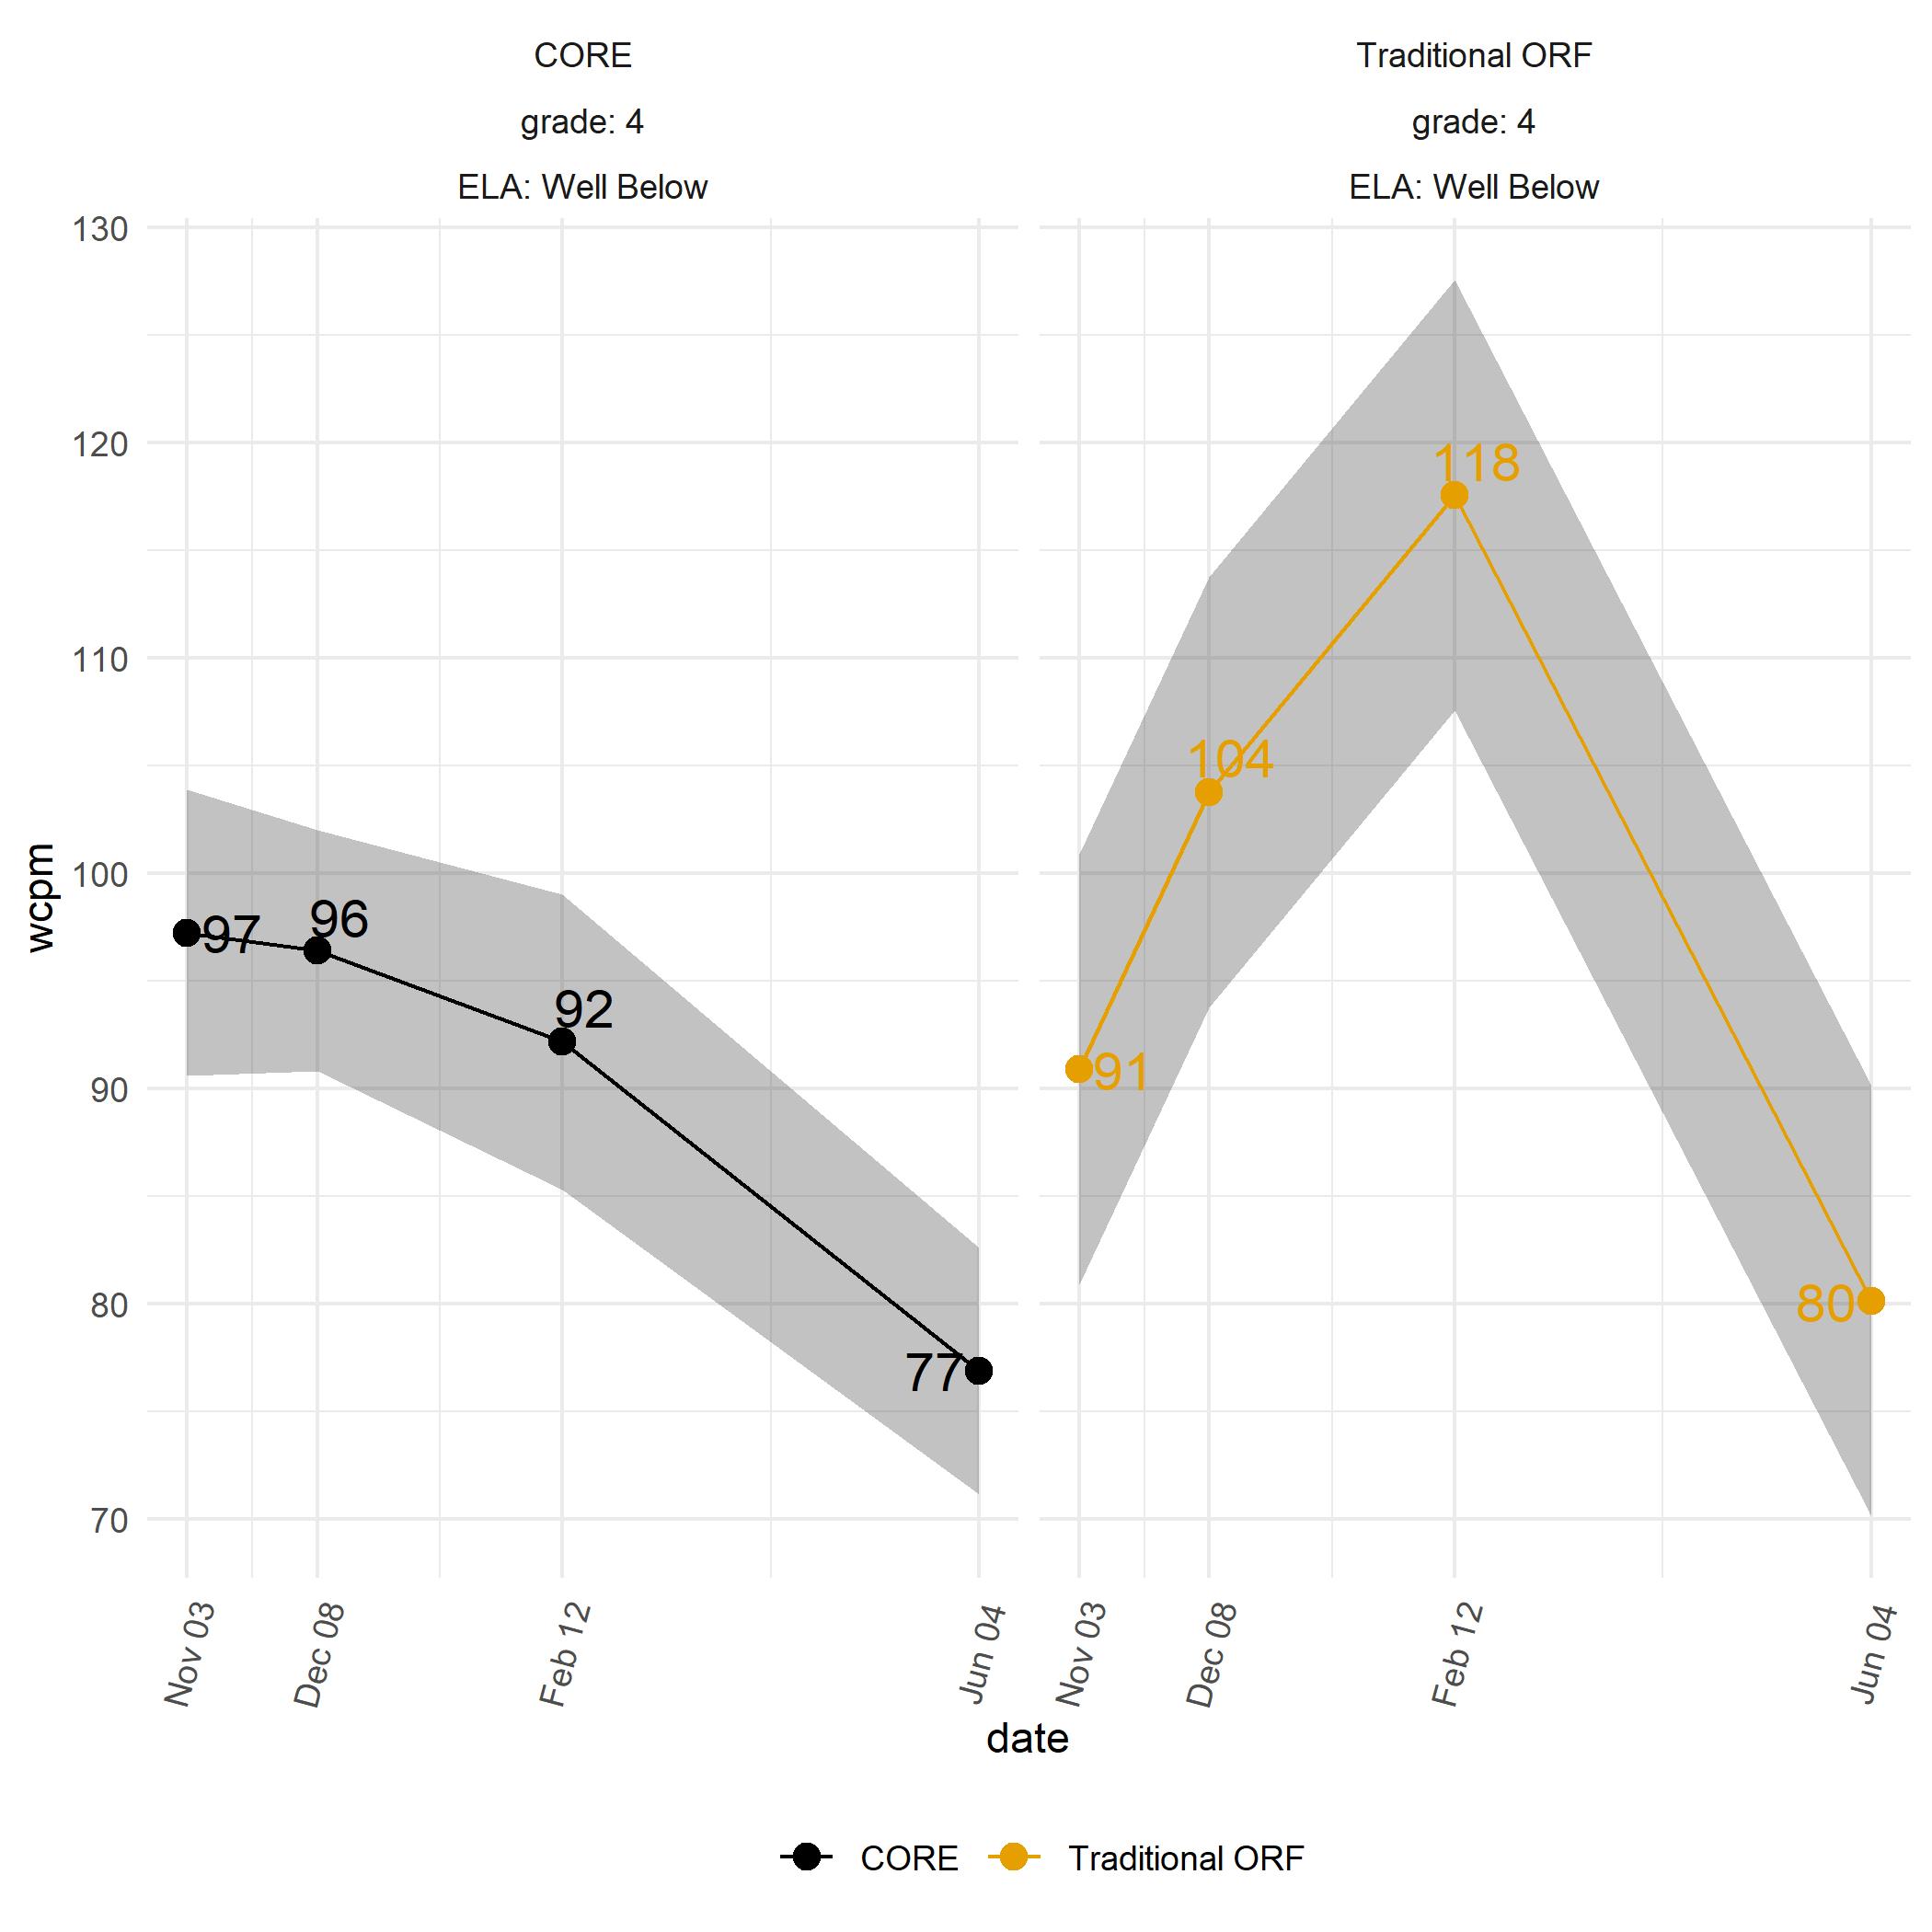 CORE
grade: 4
ELA: Well Below
Traditional ORF
grade: 4
ELA: Well Below
wcpm
130
120
110
100
90
80
70
97
96
92
77
91
104
118
80
Nov 03
Dec 08
Feb 12
Jun 04
Nov 03
Dec 08
Feb 12
Jun 04
date
CORE
Traditional ORF